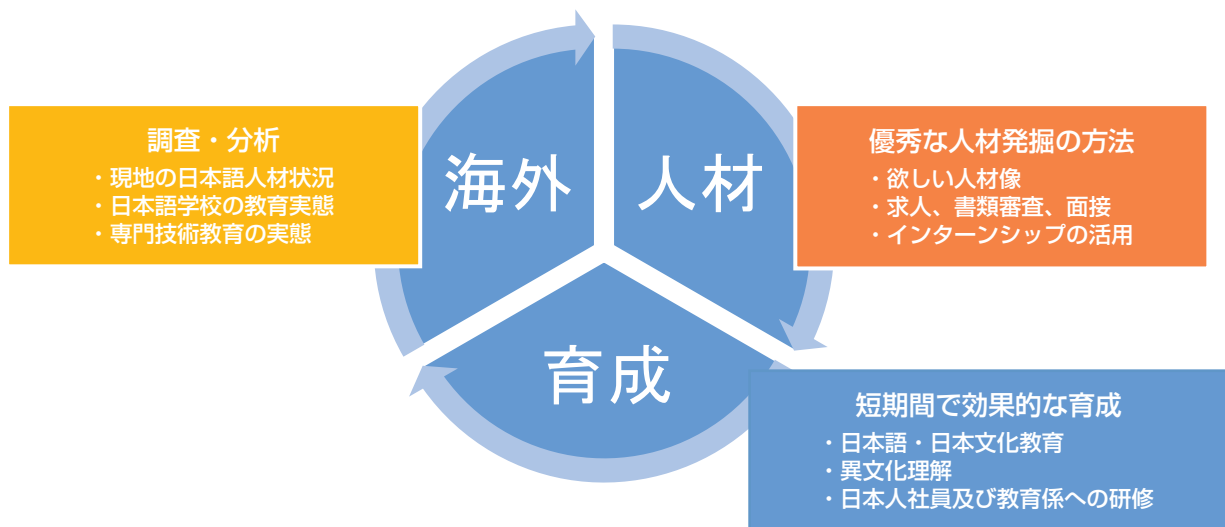 調査・分析
・現地の日本語人材状況
・日本語学校の教育実態
・専門技術教育の実態
海外
人材
優秀な人材発掘の方法
・欲しい人材像
・求人、書類審査、面接
・インターンシップの活用
育成
短期間で効果的な育成
・日本語・日本文化教育
・異文化理解
・日本人社員及び教育係への研修